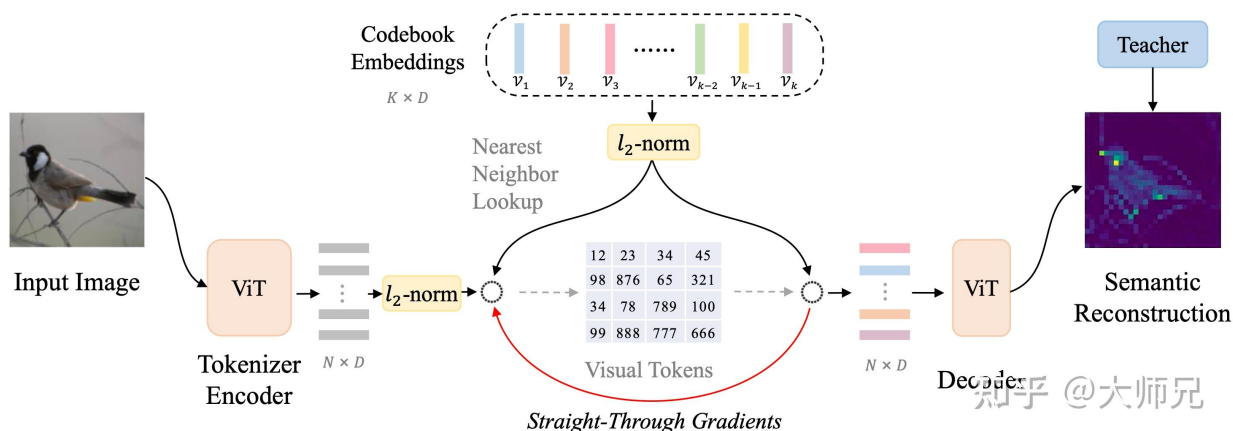 Codebook
Embeddings
K × D
𝒱1 𝒱2 𝒱3 ...... 𝒱k−2 𝒱k−1 𝒱k
l2-norm
Nearest
Neighbor
Lookup
Teacher
Input Image
ViT
Tokenizer
Encoder
N × D
l2-norm
12 23 34 45
98 876 65 321
34 78 789 100
99 888 777 666
Visual Tokens
Straight-Through Gradients
N × D
ViT
Decoder
Semantic
Reconstruction
知乎 @大师兄